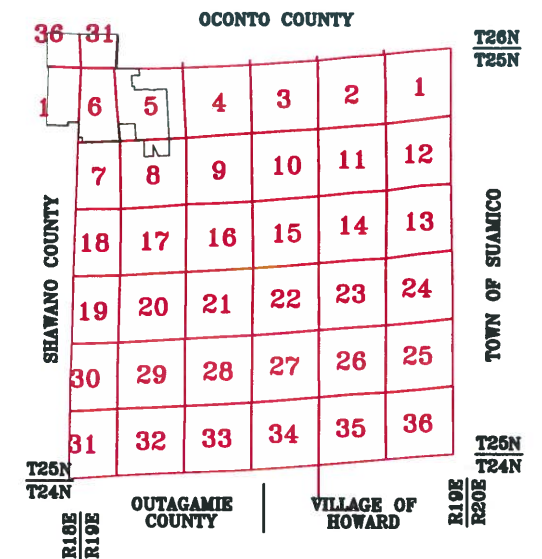 OCONTO COUNTY
36 31
T26N
T25N
1 6 5 4 3 2 1
7 8 9 10 11 12
18 17 16 15 14 13
19 20 21 22 23 24
30 29 28 27 26 25
31 32 33 34 35 36
SHAWANO COUNTY
TOWN OF SUAMICO
T25N
T24N
T25N
T24N
R18E
R19E
OUTAGAMIE
COUNTY
VILLAGE OF
HOWARD
R19E
R20E